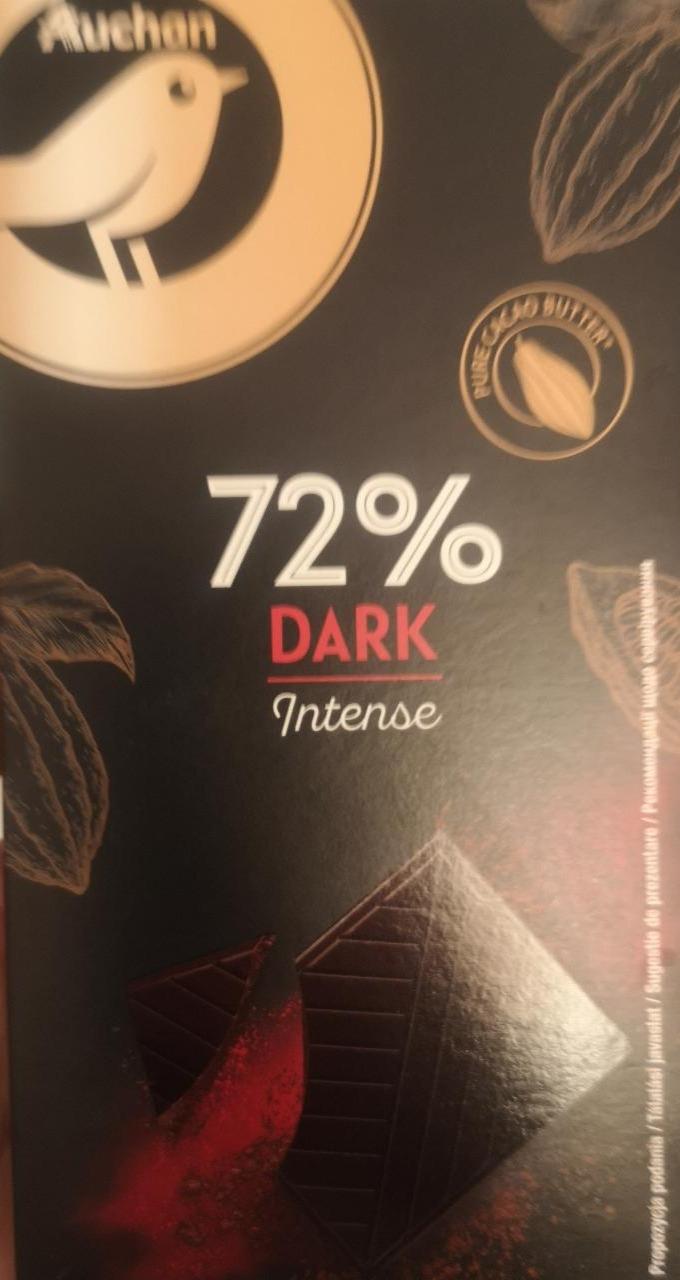 Auchan
PURE CACAO BUTTER*
72%
DARK
Intense
Propozycja podania / Tálalási javaslat / Sugestie de prezentare / Рекомендації щодо сервірування